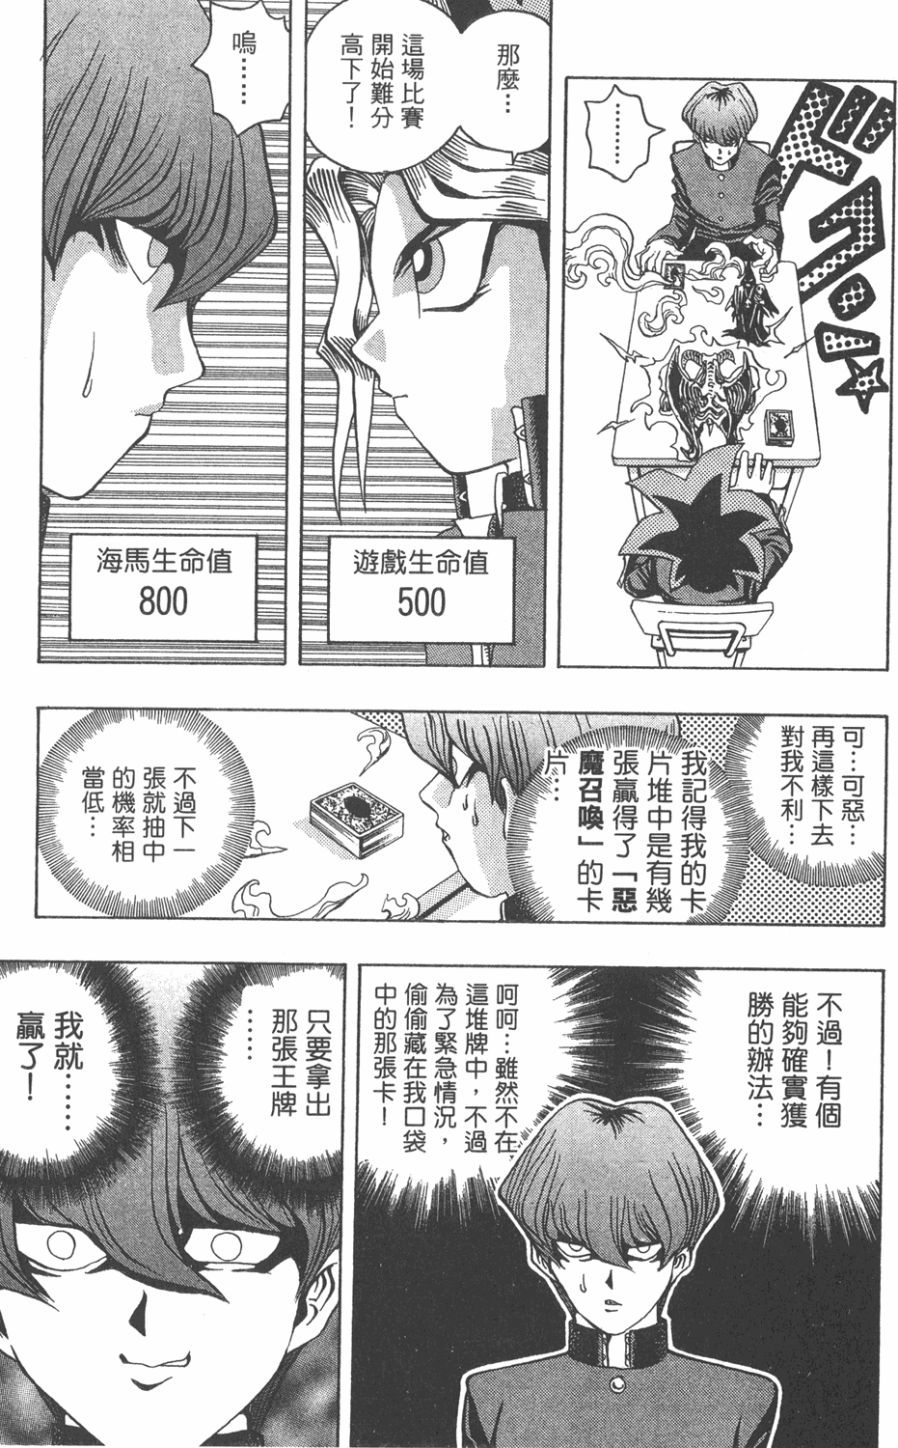 ……
ドクン
那麼…
這場比賽
開始難分
高下了！
遊戲生命值
500
嗚……
海馬生命值
800
可…可惡…
再這樣下去
對我不利…
我記得我的卡
片堆中是有幾
張贏得了「惡
魔召喚」的卡
片…
不過下一
張就抽中
的機率相
當低…
不過！有個
能夠確實獲
勝的辦法…
呵呵…雖然不在
這堆牌中，不過
為了緊急情況，
偷偷藏在我口袋
中的那張卡！
只要拿出
那張王牌
……
我就……
贏了！